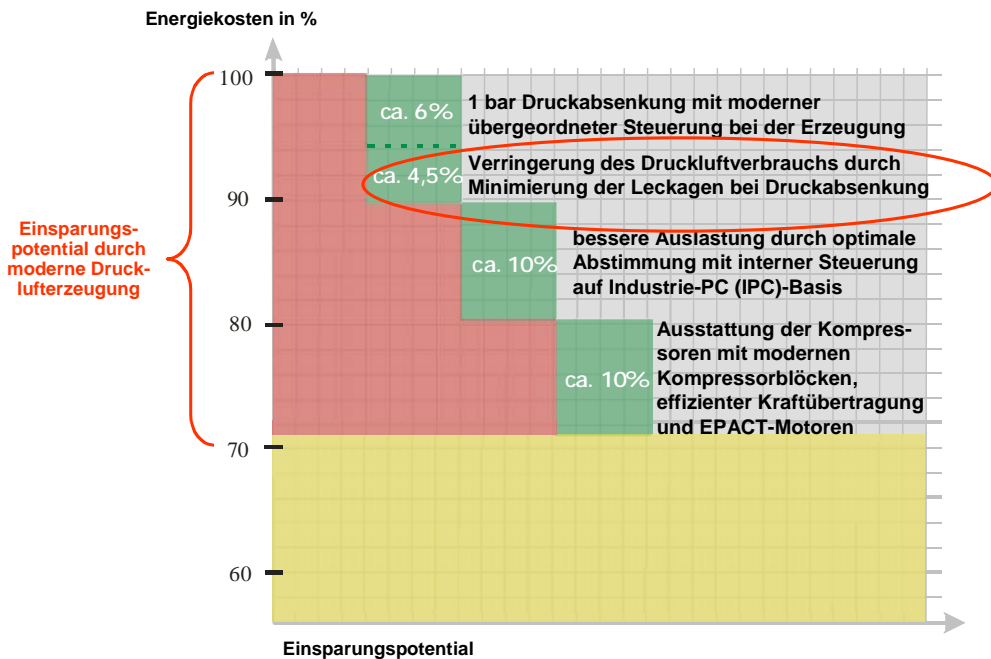 Energiekosten in %
100
ca. 6%
1 bar Druckabsenkung mit moderner
übergeordneter Steuerung bei der Erzeugung
ca. 4,5%
Verringerung des Druckluftverbrauchs durch
Minimierung der Leckagen bei Druckabsenkung
90
Einsparungs-
potential durch
moderne Druck-
lufterzeugung
ca. 10%
bessere Auslastung durch optimale
Abstimmung mit interner Steuerung
auf Industrie-PC (IPC)-Basis
80
ca. 10%
Ausstattung der Kompres-
soren mit modernen
Kompressorblöcken,
effizienter Kraftübertragung
und EPACT-Motoren
70
60
Einsparungspotential